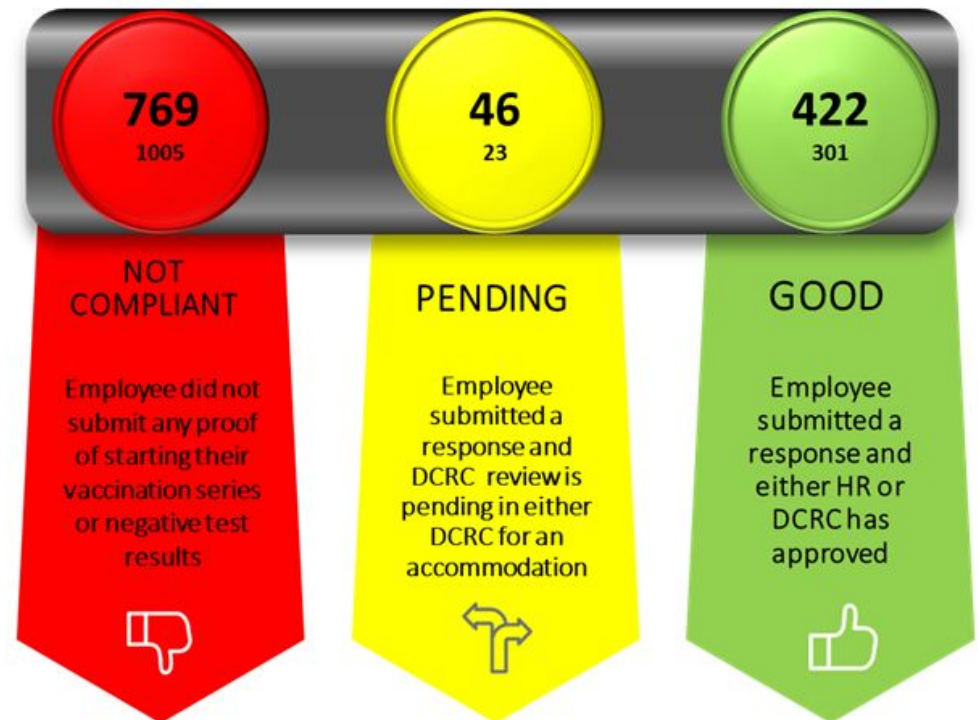 769
1005
NOT
COMPLIANT
Employee did not
submit any proof
of starting their
vaccination series
or negative test
results
46
23
PENDING
Employee
submitted a
response and
DCRC review is
pending in either
DCRC for an
accommodation
422
301
GOOD
Employee
submitted a
response and
either HR or
DCRC has
approved